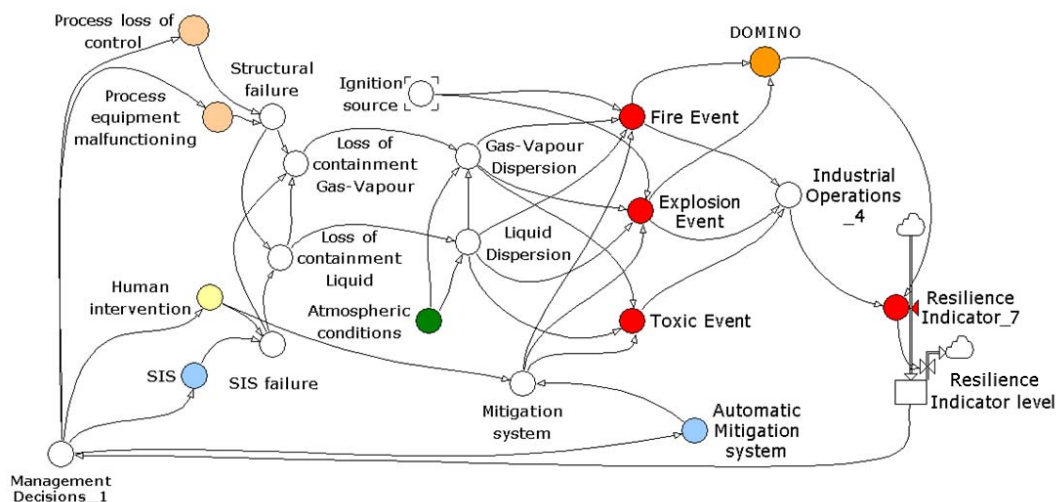 Process loss of
control
DOMINO
Structural
failure
Ignition
source
Process
equipment
malfunctioning
Fire Event
Loss of
containment
Gas-Vapour
Gas-Vapour
Dispersion
Industrial
Operations
_4
Explosion
Event
Loss of
containment
Liquid
Liquid
Dispersion
Human
intervention
Atmospheric
conditions
Toxic Event
Resilience
Indicator_7
SIS
SIS failure
Resilience
Indicator level
Mitigation
system
Automatic
Mitigation
system
Management
Decisions_1